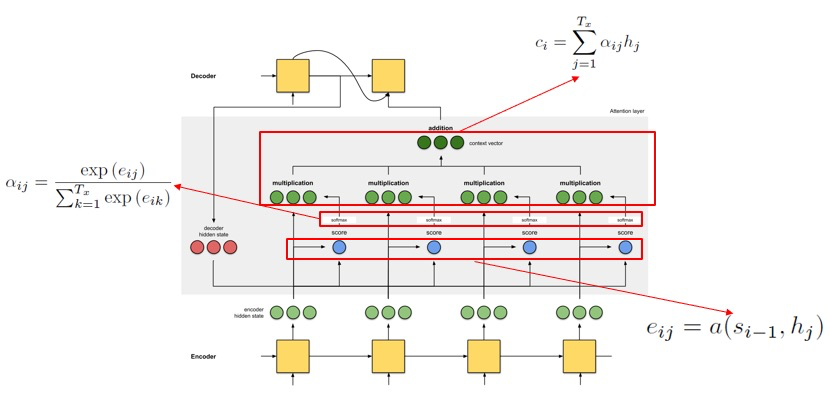 c_i = \sum_{j=1}^{T_x} α_{ij} h_j
Decoder
Attention layer
addition
context vector
α_{ij} = \frac{exp (e_{ij})}{\sum_{k=1}^{T_x} exp (e_{ik})}
multiplication multiplication multiplication multiplication
softmax softmax softmax softmax
decoder
hidden state
score score score score
encoder
hidden state
e_{ij} = a(s_{i-1}, h_j)
Encoder